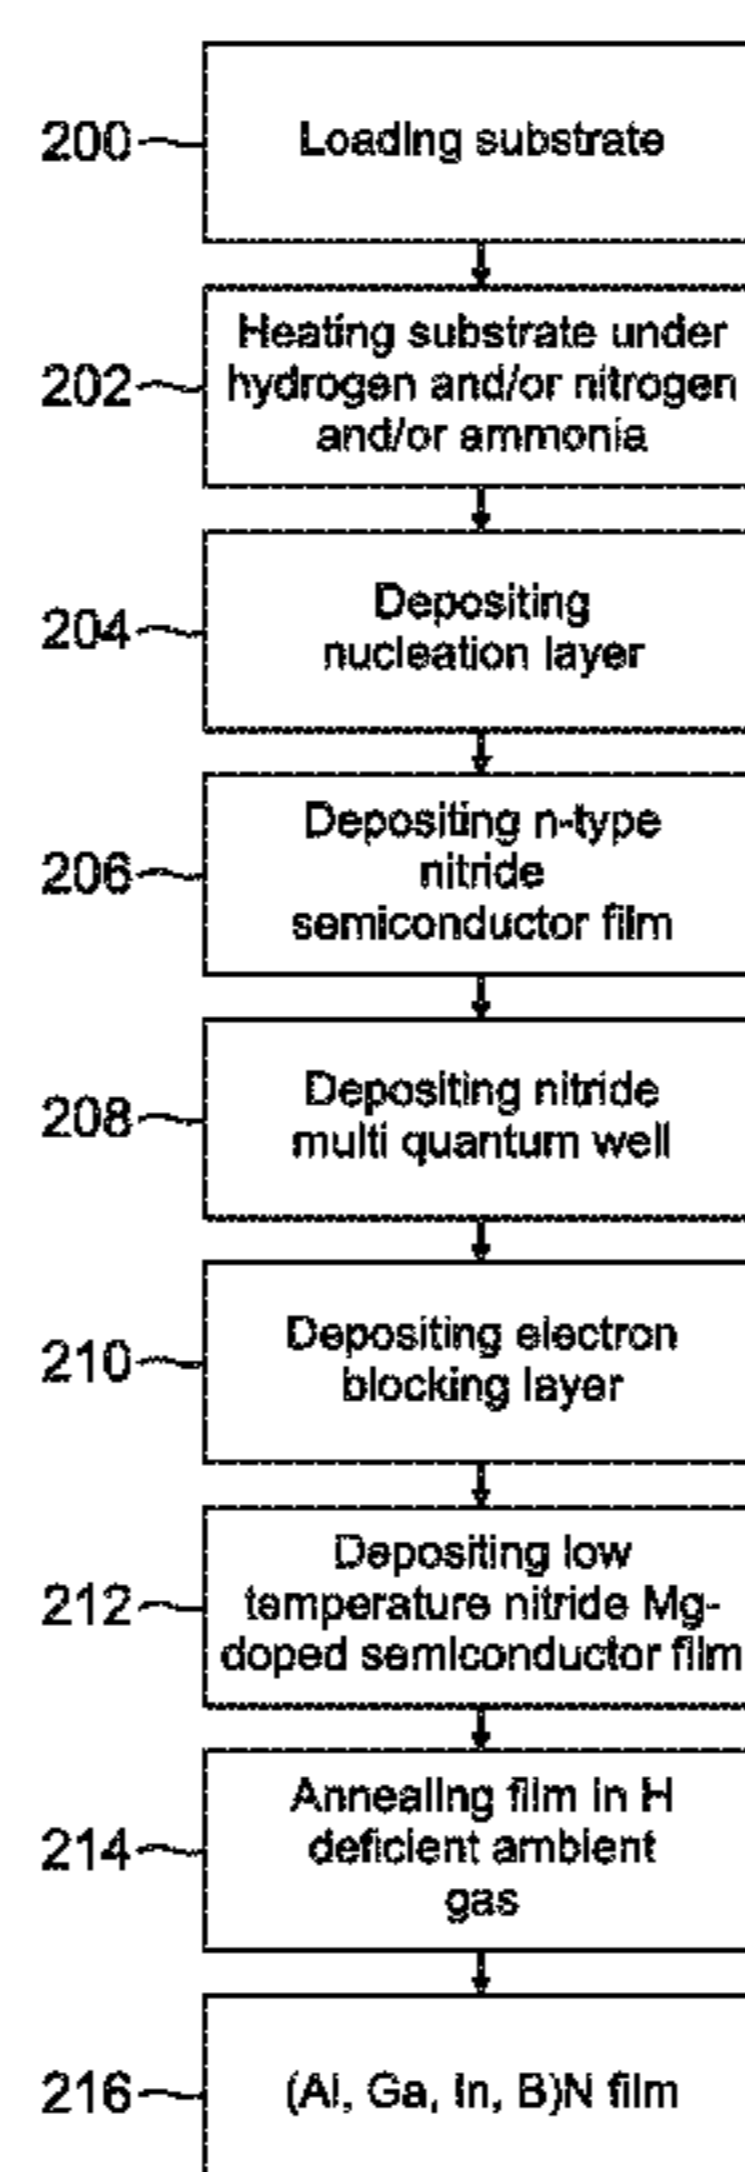 200
Loading substrate
202
Heating substrate under
hydrogen and/or nitrogen
and/or ammonia
204
Depositing
nucleation layer
206
Depositing n-type
nitride
semiconductor film
208
Depositing nitride
multi quantum well
210
Depositing electron
blocking layer
212
Depositing low
temperature nitride Mg-
doped semiconductor film
214
Annealing film in H
deficient ambient
gas
216
(Al, Ga, In, B)N film